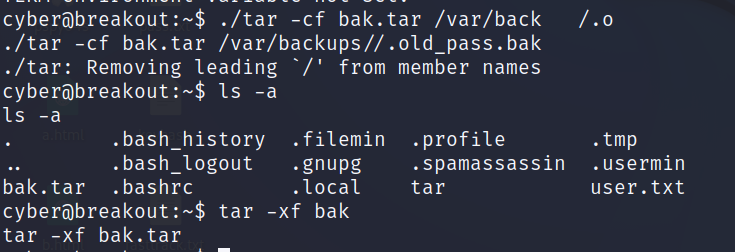 cyber@breakout:~$ ./tar -cf bak.tar /var/back   /.o
./tar -cf bak.tar /var/backups//.old_pass.bak
./tar: Removing leading `/' from member names
cyber@breakout:~$ ls -a
ls -a
.        .bash_history  .filemin  .profile       .tmp
..       .bash_logout   .gnupg    .spamassassin  .usermin
bak.tar  .bashrc        .local    tar            user.txt
cyber@breakout:~$ tar -xf bak
tar -xf bak.tar